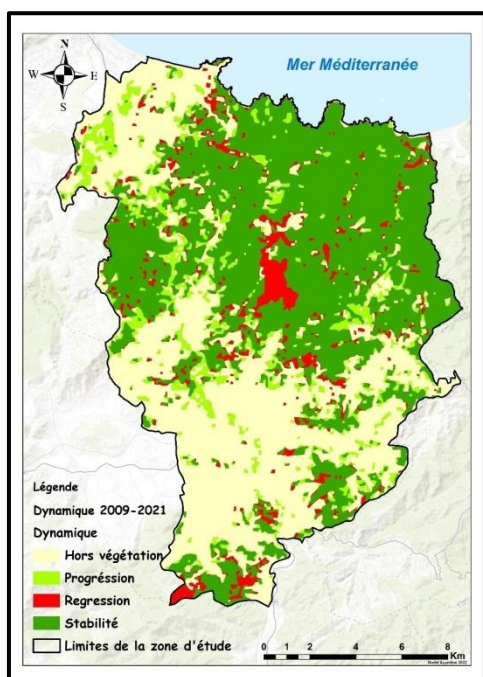 N
W E
S
Mer Méditerranée
Légende
Dynamique 2009-2021
Dynamique
Hors végétation
Progréssion
Regression
Stabilité
Limites de la zone d'étude
0 1 2 4 6 8
Km